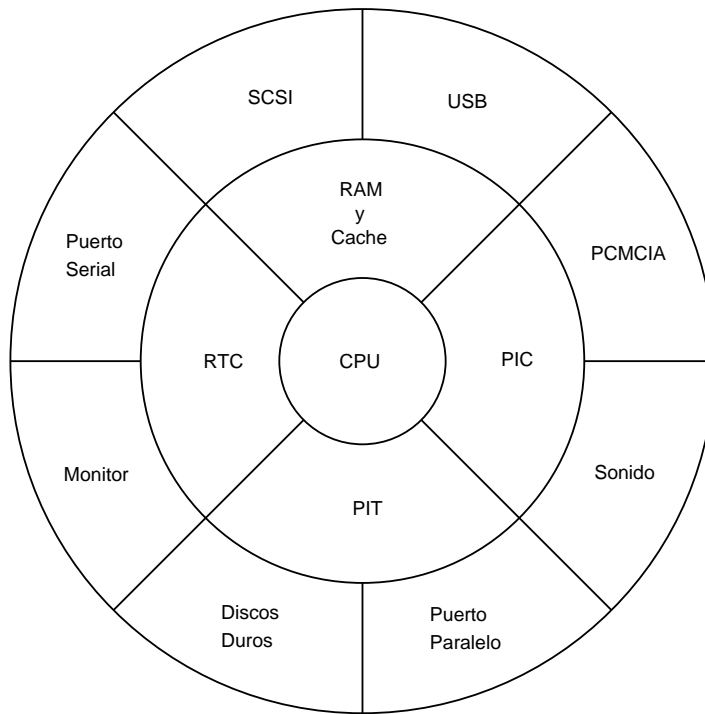 SCSI
USB
RAM
y
Cache
Puerto
Serial
PCMCIA
RTC
CPU
PIC
Monitor
Sonido
PIT
Discos
Duros
Puerto
Paralelo